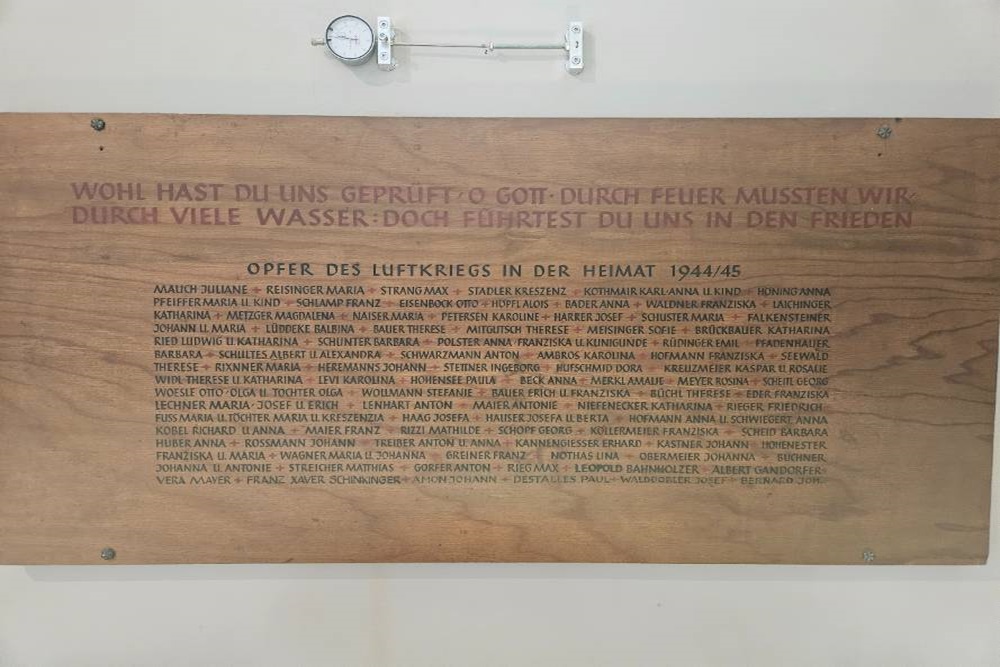 WOHL HAST DU UNS GEPRÜFT · O GOTT · DURCH FEUER MUSSTEN WIR ·
DURCH VIELE WASSER : DOCH FÜHRTEST DU UNS IN DEN FRIEDEN
OPFER DES LUFTKRIEGS IN DER HEIMAT 1944/45
MAUCH JULIANE + REISINGER MARIA + STRANG MAX + STADLER KRESZENZ + KOTHMAIR KARL · ANNA U. KIND + HÖNING ANNA
PFEIFFER MARIA U. KIND + SCHLAMP FRANZ + EISENBOCK OTTO + HÖPFL ALOIS + BADER ANNA + WALDNER FRANZISKA + LAICHINGER
KATHARINA + METZGER MAGDALENA + NAISER MARIA + PETERSEN KAROLINE + HARRER JOSEF + SCHUSTER MARIA + FALKENSTEINER
JOHANN U. MARIA + LÜDDEKE BALBINA + BAUER THERESE + MITGUTSCH THERESE + MEISINGER SOFIE + BRÜCKBAUER KATHARINA
RIED LUDWIG U. KATHARINA + SCHUNTER BARBARA + POLSTER ANNA · FRANZISKA U. KUNIGUNDE + RÜDINGER EMIL + PFADENHAUER
BARBARA + SCHULTES ALBERT U. ALEXANDRA + SCHWARZMANN ANTON + AMBROS KAROLINA + HOFMANN FRANZISKA + SEEWALD
THERESE + RIXNNER MARIA + HEREMANNS JOHANN + STETTNER INGEBORG + HUFSCHMID DORA + KREUZMEIER KASPAR U. ROSALIE
WIDL THERESE U. KATHARINA + LEVI KAROLINA + HOHENSEE PAULA + BECK ANNA + MERKL AMALIE + MEYER ROSINA + SCHEITL GEORG
WOESLE OTTO · OLGA U. TOCHTER OLGA + WOLLMANN STEFANIE + BAUER ERICH U. FRANZISKA + BÜCHL THERESE + EDER FRANZISKA
LECHNER MARIA · JOSEF U. ERICH + LENHART ANTON + MAIER ANTONIE + NIEFENECKER KATHARINA + RIEGER FRIEDRICH
FUSS MARIA U. TÖCHTER MARIA U. KRESZENZIA + HAAG JOSEFA + HAUSER JOSEFA U. BERTA + HOFMANN ANNA U. SCHWIEGERT. ANNA
KOBEL RICHARD U. ANNA + MAIER FRANZ + RIZZI MATHILDE + SCHÖPF GEORG + KOLLERMEIER FRANZISKA + SCHEID BARBARA
HUBER ANNA + ROSSMANN JOHANN + TREIBER ANTON U. ANNA + KANNENGIESSER ERHARD + KASTNER JOHANN + HOHENESTER
FRANZISKA U. MARIA + WAGNER MARIA U. JOHANNA + GREINER FRANZ + NOTHAS LINA + OBERMEIER JOHANNA + BUCHNER
JOHANNA U. ANTONIE + STREICHER MATTHIAS + GORFER ANTON + RIEG MAX + LEOPOLD BAHNHOLZER + ALBERT GANDORFER
VERA MAYER + FRANZ XAVER SCHINKINGER + AMON JOHANN + DESTALLES PAUL + WALDDOBLER JOSEF + BERNARD JOH.